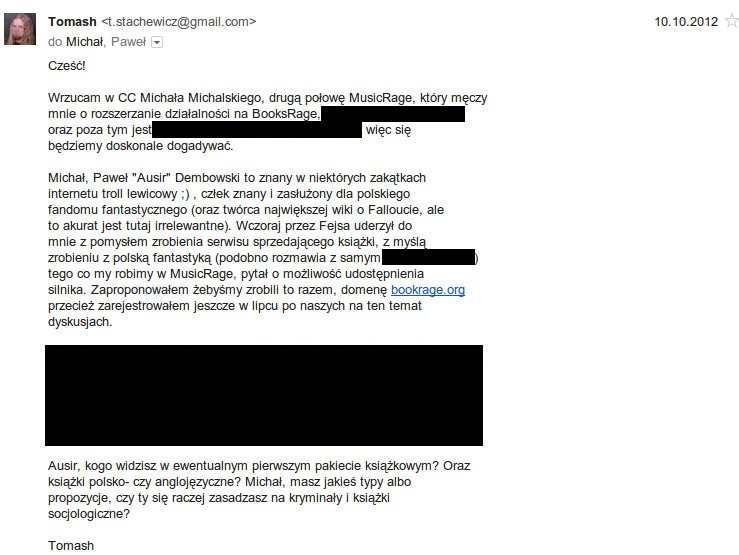 Tomash <t.stachewicz@gmail.com>
10.10.2012
do Michał, Paweł
Cześć!
Wrzucam w CC Michała Michalskiego, drugą połowę MusicRage, który męczy
mnie o rozszerzanie działalności na BooksRage,
oraz poza tym jest więc się
będziemy doskonale dogadywać.
Michał, Paweł "Ausir" Dembowski to znany w niektórych zakątkach
internetu troll lewicowy ;) , człek znany i zasłużony dla polskiego
fandomu fantastycznego (oraz twórca największej wiki o Falloucie, ale
to akurat jest tutaj irrelewantne). Wczoraj przez Fejsa uderzył do
mnie z pomysłem zrobienia serwisu sprzedającego książki, z myślą
zrobieniu z polską fantastyką (podobno rozmawia z samym )
tego co my robimy w MusicRage, pytał o możliwość udostępnienia
silnika. Zaproponowałem żebyśmy zrobili to razem, domenę bookrage.org
przecież zarejestrowałem jeszcze w lipcu po naszych na ten temat
dyskusjach.
Ausir, kogo widzisz w ewentualnym pierwszym pakiecie książkowym? Oraz
książki polsko- czy anglojęzyczne? Michał, masz jakieś typy albo
propozycje, czy ty się raczej zasadzasz na kryminały i książki
socjologiczne?
Tomash